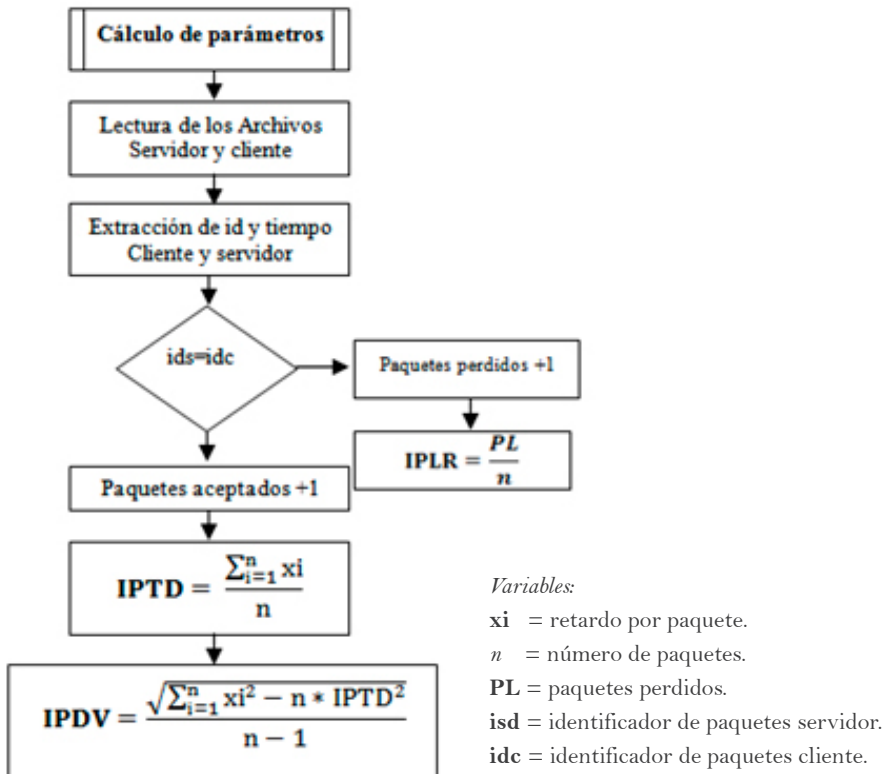 Cálculo de parámetros
Lectura de los Archivos
Servidor y cliente
Extracción de id y tiempo
Cliente y servidor
ids=idc
Paquetes perdidos +1
IPLR = PL/n
Paquetes aceptados +1
IPTD = ∑ⁿᵢ₌₁ xi / n
IPDV = √(∑ⁿᵢ₌₁ xi² − n ∗ IPTD²) / n − 1
Variables:
xi = retardo por paquete.
n = número de paquetes.
PL = paquetes perdidos.
isd = identificador de paquetes servidor.
idc = identificador de paquetes cliente.